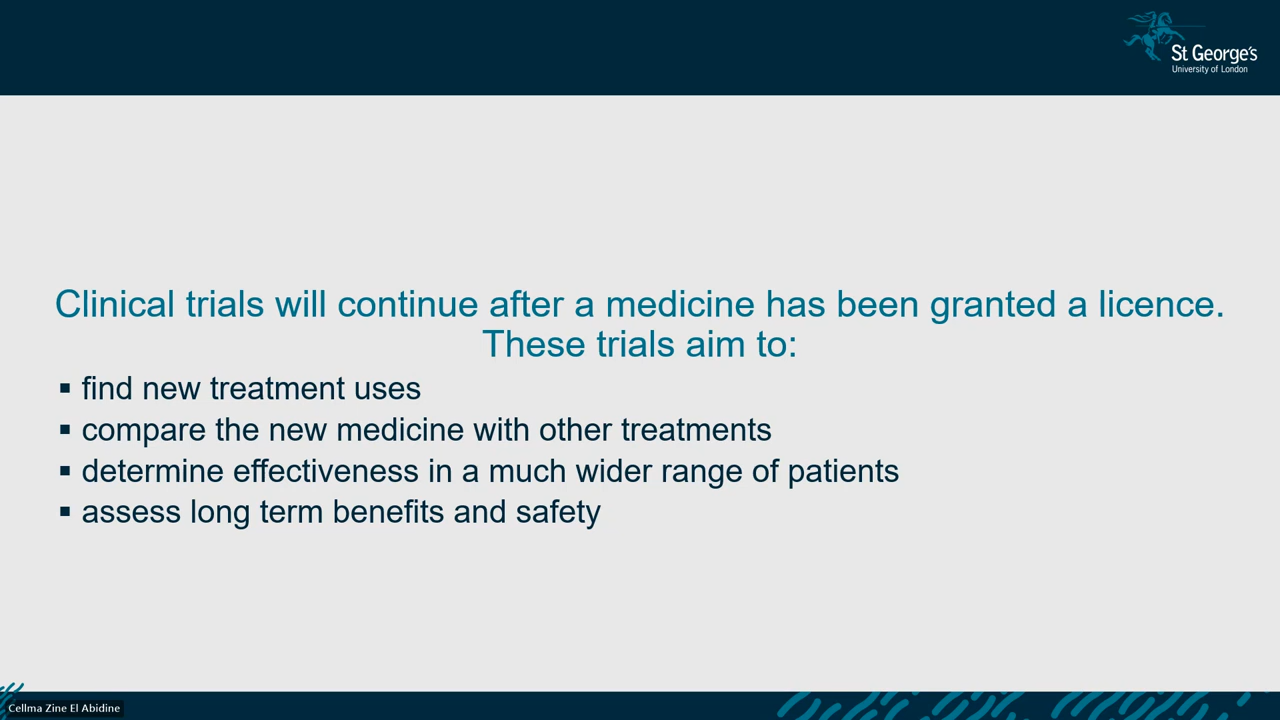 St George's
University of London
Clinical trials will continue after a medicine has been granted a licence.
These trials aim to:
▪ find new treatment uses
▪ compare the new medicine with other treatments
▪ determine effectiveness in a much wider range of patients
▪ assess long term benefits and safety
Cellma Zine El Abidine